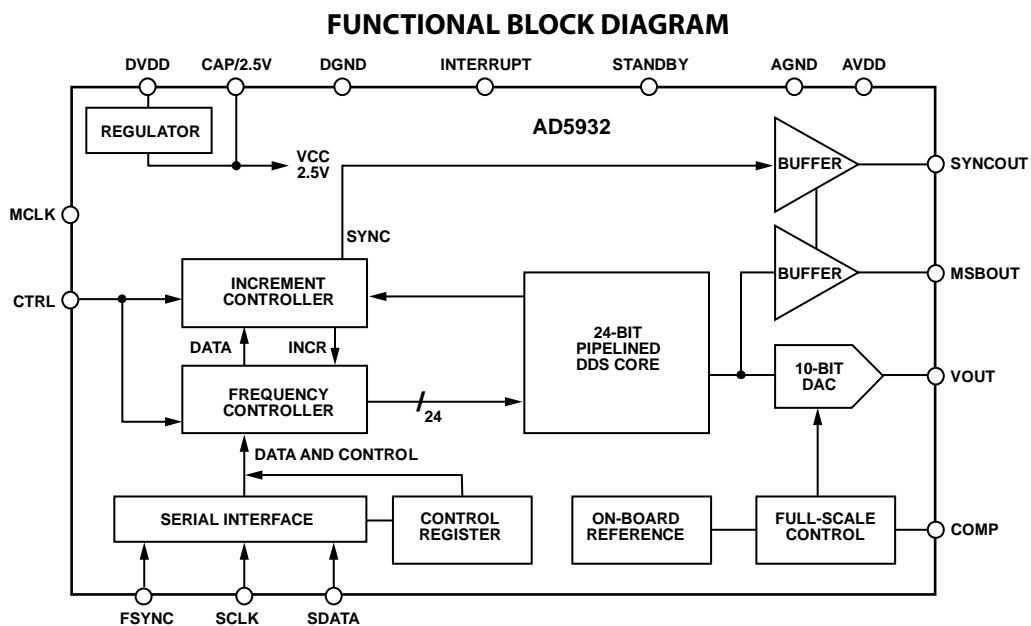 FUNCTIONAL BLOCK DIAGRAM
DVDD
CAP/2.5V
DGND
INTERRUPT
STANDBY
AGND
AVDD
REGULATOR
AD5932
VCC
2.5V
BUFFER
SYNCOUT
MCLK
SYNC
BUFFER
MSBOUT
CTRL
INCREMENT
CONTROLLER
24-BIT
PIPELINED
DDS CORE
DATA
INCR
10-BIT
DAC
VOUT
FREQUENCY
CONTROLLER
24
DATA AND CONTROL
SERIAL INTERFACE
CONTROL
REGISTER
ON-BOARD
REFERENCE
FULL-SCALE
CONTROL
COMP
FSYNC
SCLK
SDATA